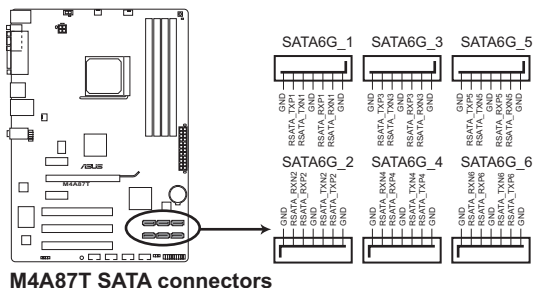 SATA6G_1
SATA6G_3
SATA6G_5
GND
RSATA_TXP1
RSATA_TXN1
GND
RSATA_RXP1
RSATA_RXN1
GND
GND
RSATA_TXP3
RSATA_TXN3
GND
RSATA_RXP3
RSATA_RXN3
GND
GND
RSATA_TXP5
RSATA_TXN5
GND
RSATA_RXP5
RSATA_RXN5
GND
SATA6G_2
SATA6G_4
SATA6G_6
GND
RSATA_RXN2
RSATA_RXP2
GND
RSATA_TXN2
RSATA_TXP2
GND
GND
RSATA_RXN4
RSATA_RXP4
GND
RSATA_TXN4
RSATA_TXP4
GND
GND
RSATA_RXN6
RSATA_RXP6
GND
RSATA_TXN6
RSATA_TXP6
GND
ASUS
M4A87T
M4A87T SATA connectors